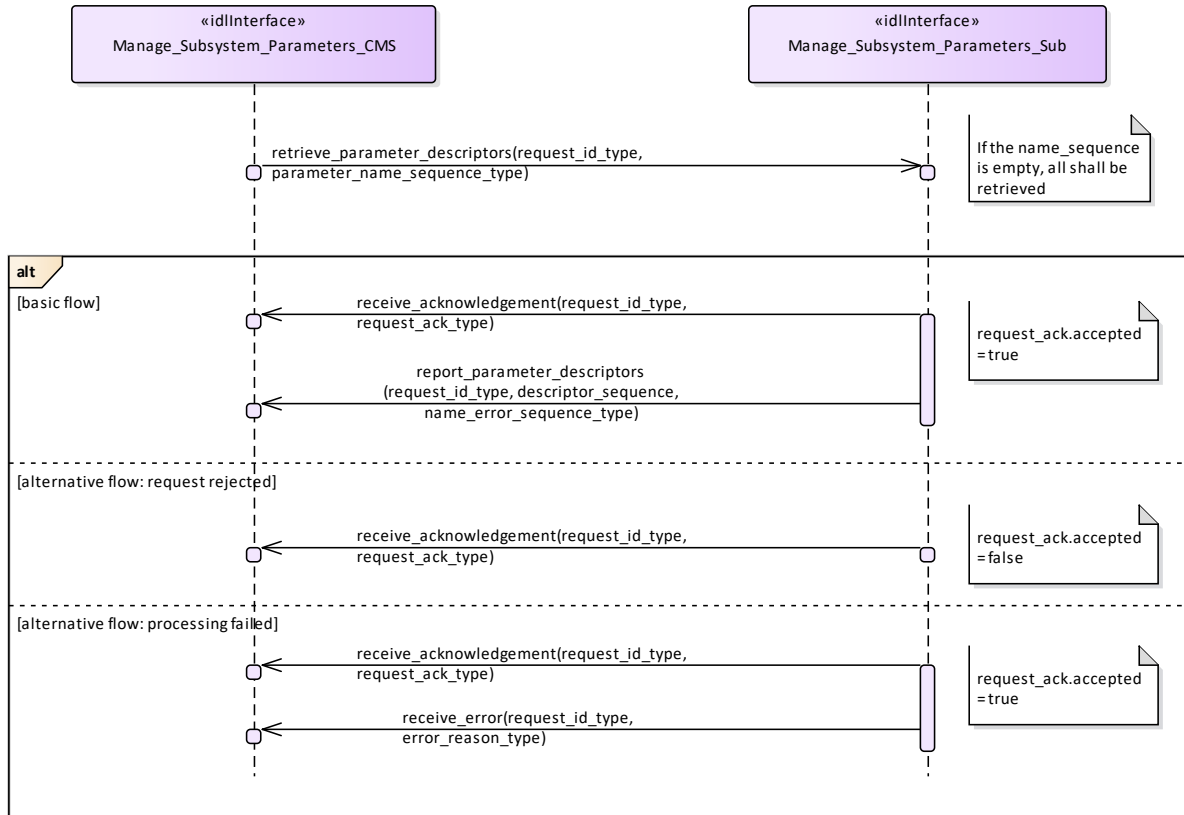 «idlInterface»
Manage_Subsystem_Parameters_CMS
«idlInterface»
Manage_Subsystem_Parameters_Sub
retrieve_parameter_descriptors(request_id_type,
parameter_name_sequence_type)
If the name_sequence
is empty, all shall be
retrieved
alt
[basic flow]
receive_acknowledgement(request_id_type,
request_ack_type)
request_ack.accepted
=true
report_parameter_descriptors
(request_id_type, descriptor_sequence,
name_error_sequence_type)
[alternative flow: request rejected]
receive_acknowledgement(request_id_type,
request_ack_type)
request_ack.accepted
=false
[alternative flow: processing failed]
receive_acknowledgement(request_id_type,
request_ack_type)
request_ack.accepted
=true
receive_error(request_id_type,
error_reason_type)